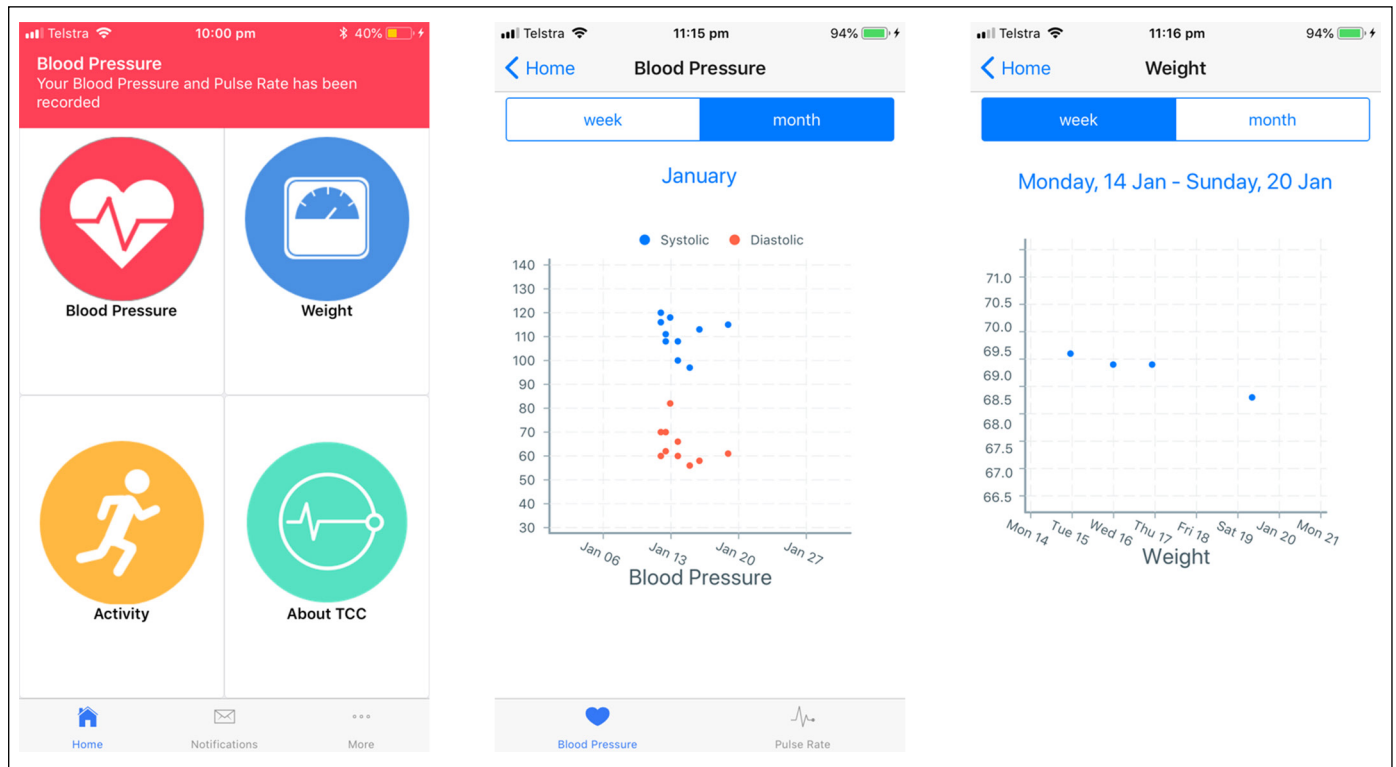 Telstra 10:00 pm 40%
Blood Pressure
Your Blood Pressure and Pulse Rate has been
recorded
Blood Pressure
Weight
Activity
About TCC
Home
Notifications
More
Telstra 11:15 pm 94%
Home Blood Pressure
week month
January
Systolic Diastolic
140
130
120
110
100
90
80
70
60
50
40
30
Jan 06 Jan 13 Jan 20 Jan 27
Blood Pressure
Blood Pressure
Pulse Rate
Telstra 11:16 pm 94%
Home Weight
week month
Monday, 14 Jan - Sunday, 20 Jan
71.0
70.5
70.0
69.5
69.0
68.5
68.0
67.5
67.0
66.5
Mon 14 Tue 15 Wed 16 Thu 17 Fri 18 Sat 19 Jan 20 Mon 21
Weight